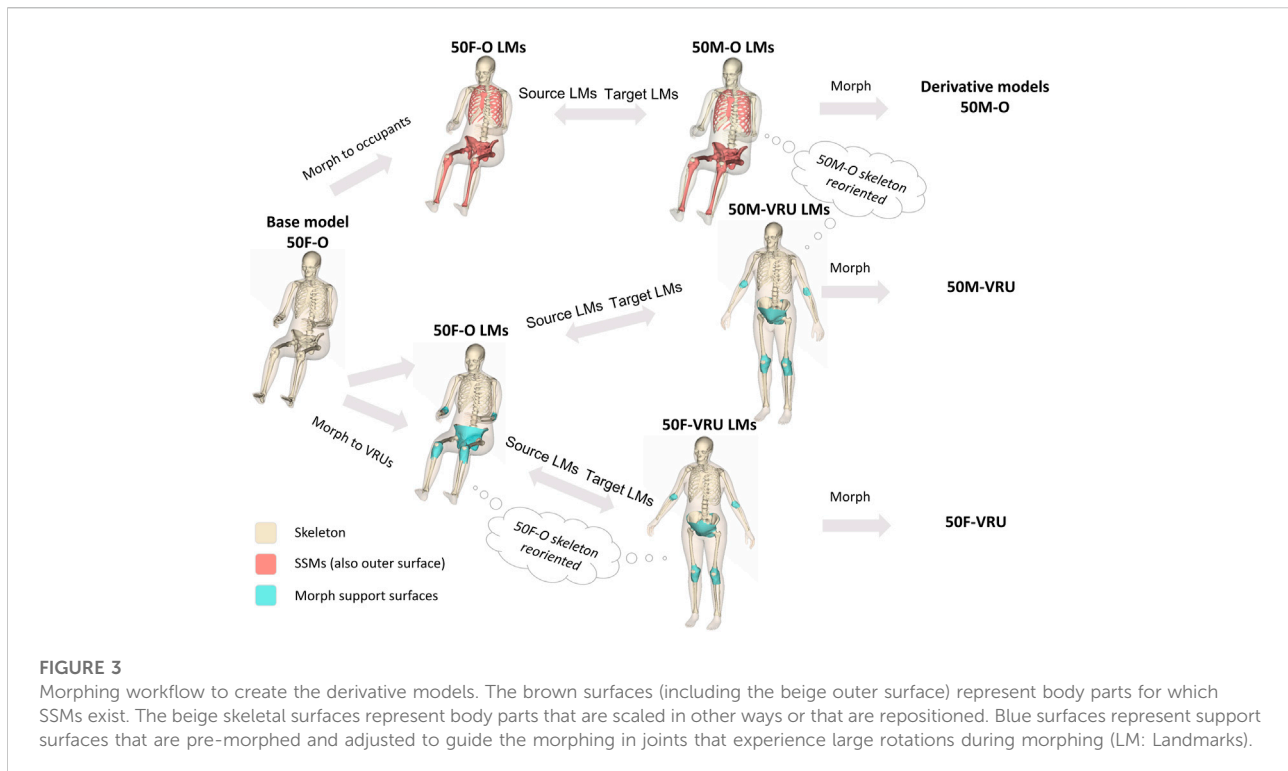 50F-O LMs
50M-O LMs
Source LMs Target LMs
Morph
Derivative models
50M-O
Morph to occupants
50M-O skeleton
reoriented
Base model
50F-O
50M-VRU LMs
Morph
50M-VRU
Source LMs Target LMs
50F-O LMs
Morph to VRUs
50F-VRU LMs
Source LMs Target LMs
Morph
50F-VRU
50F-O skeleton
reoriented
Skeleton
SSMs (also outer surface)
Morph support surfaces
FIGURE 3
Morphing workflow to create the derivative models. The brown surfaces (including the beige outer surface) represent body parts for which
SSMs exist. The beige skeletal surfaces represent body parts that are scaled in other ways or that are repositioned. Blue surfaces represent support
surfaces that are pre-morphed and adjusted to guide the morphing in joints that experience large rotations during morphing (LM: Landmarks).